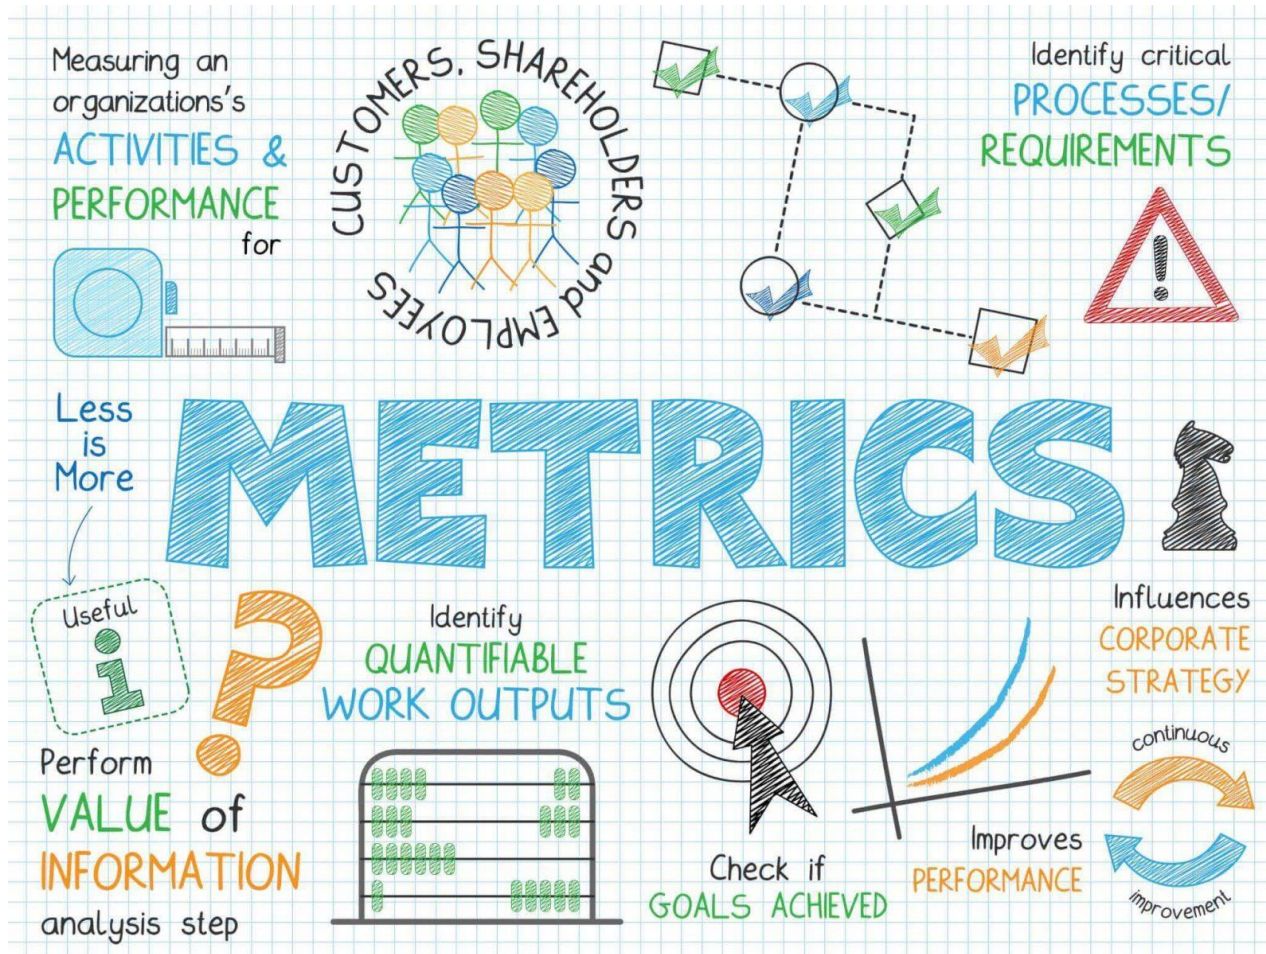 Measuring an
organizations's
ACTIVITIES &
PERFORMANCE
for
CUSTOMERS, SHAREHOLDERS and EMPLOYEES
Identify critical
PROCESSES/
REQUIREMENTS
Less
is
More
METRICS
Useful
i
?
Perform
VALUE of
INFORMATION
analysis step
Identify
QUANTIFIABLE
WORK OUTPUTS
Check if
GOALS ACHIEVED
Improves
PERFORMANCE
Influences
CORPORATE
STRATEGY
continuous
improvement